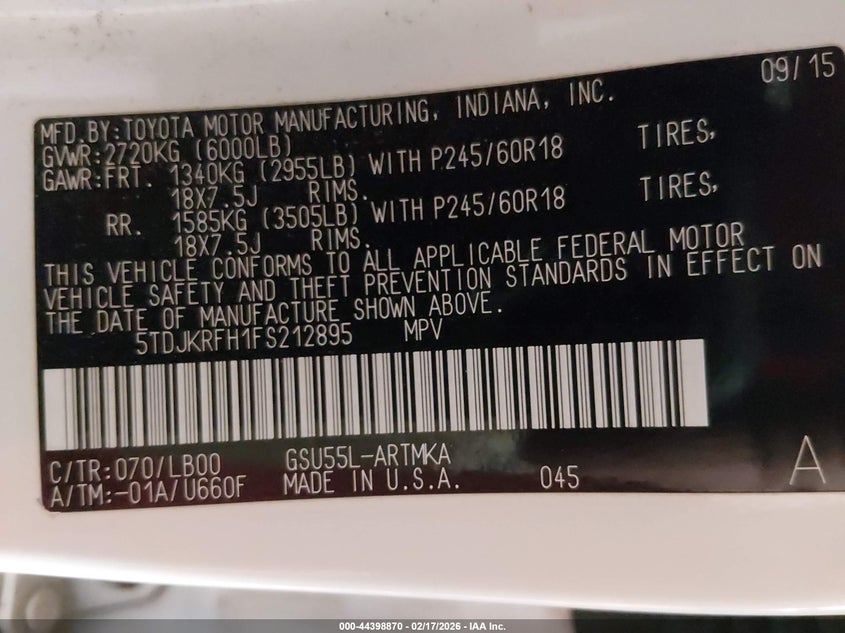 09/15
MFD.BY:TOYOTA MOTOR MANUFACTURING, INDIANA, INC.
GVWR:2720KG (6000LB)
GAWR:FRT. 1340KG (2955LB) WITH P245/60R18 TIRES,
18X7.5J RIMS.
RR. 1585KG (3505LB) WITH P245/60R18 TIRES,
18X7.5J RIMS.
THIS VEHICLE CONFORMS TO ALL APPLICABLE FEDERAL MOTOR
VEHICLE SAFETY AND THEFT PREVENTION STANDARDS IN EFFECT ON
THE DATE OF MANUFACTURE SHOWN ABOVE.
5TDJKRFH1FS212895 MPV
C/TR:070/LB00 GSU55L-ARTMKA
A/TM:-01A/U660F MADE IN U.S.A. 045
A
000-44398870 - 02/17/2026 - IAA Inc.